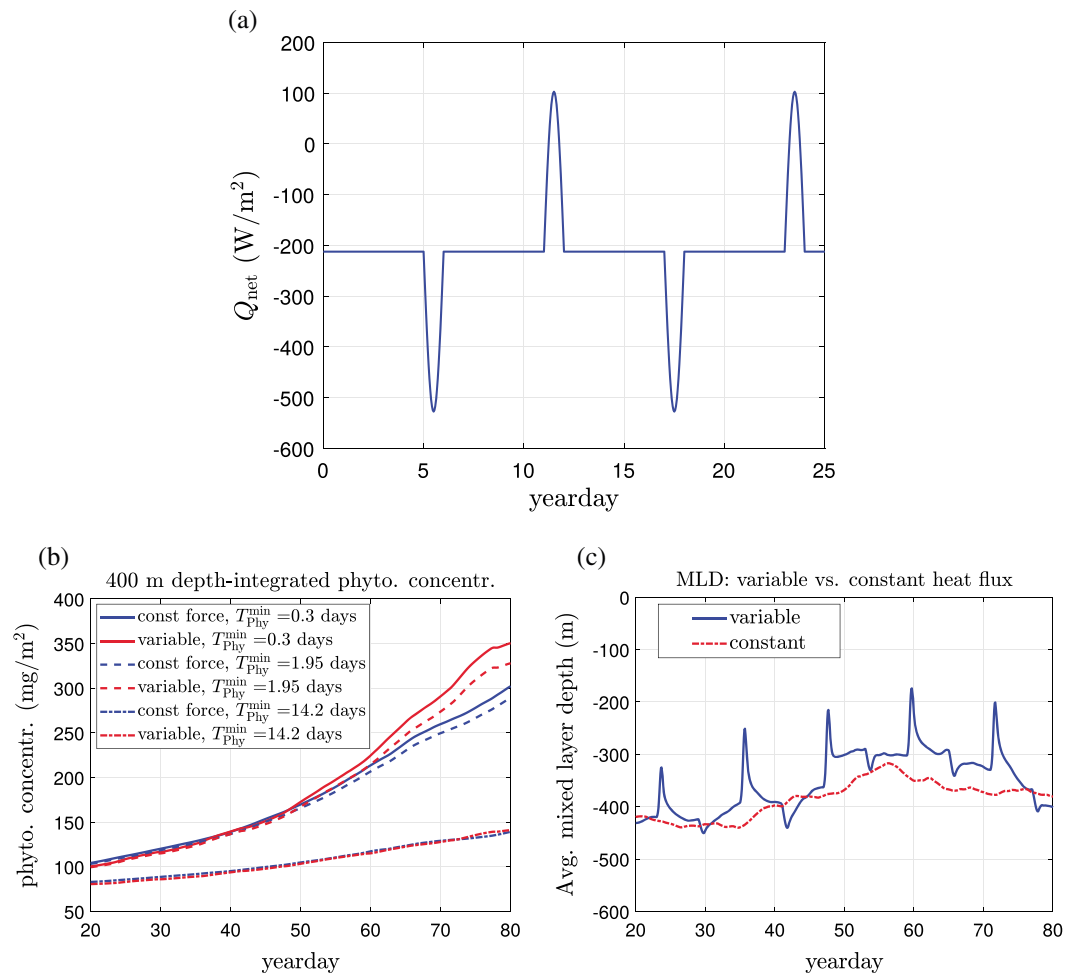 (a)
200
100
0
-100
-200
-300
-400
-500
-600
Q_net (W/m²)
0 5 10 15 20 25
yearday
(b)
400 m depth-integrated phyto. concentr.
400
350
300
250
200
150
100
50
phyto. concentr. (mg/m²)
const force, T_Phy^min =0.3 days
variable, T_Phy^min =0.3 days
const force, T_Phy^min =1.95 days
variable, T_Phy^min =1.95 days
const force, T_Phy^min =14.2 days
variable, T_Phy^min =14.2 days
20 30 40 50 60 70 80
yearday
(c)
MLD: variable vs. constant heat flux
0
-100
-200
-300
-400
-500
-600
Avg. mixed layer depth (m)
variable
constant
20 30 40 50 60 70 80
yearday